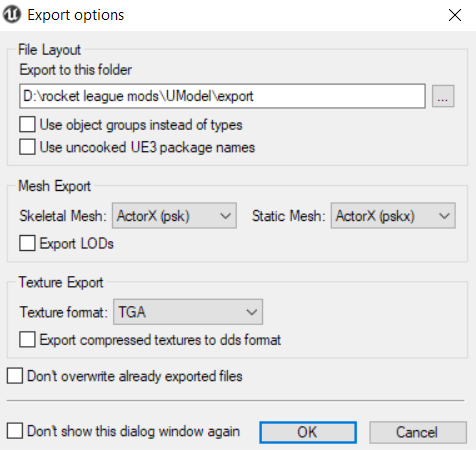 Export options
File Layout
Export to this folder
D:\rocket league mods\UModel\export
...
Use object groups instead of types
Use uncooked UE3 package names
Mesh Export
Skeletal Mesh: ActorX (psk) Static Mesh: ActorX (pskx)
Export LODs
Texture Export
Texture format: TGA
Export compressed textures to dds format
Don't overwrite already exported files
Don't show this dialog window again OK Cancel